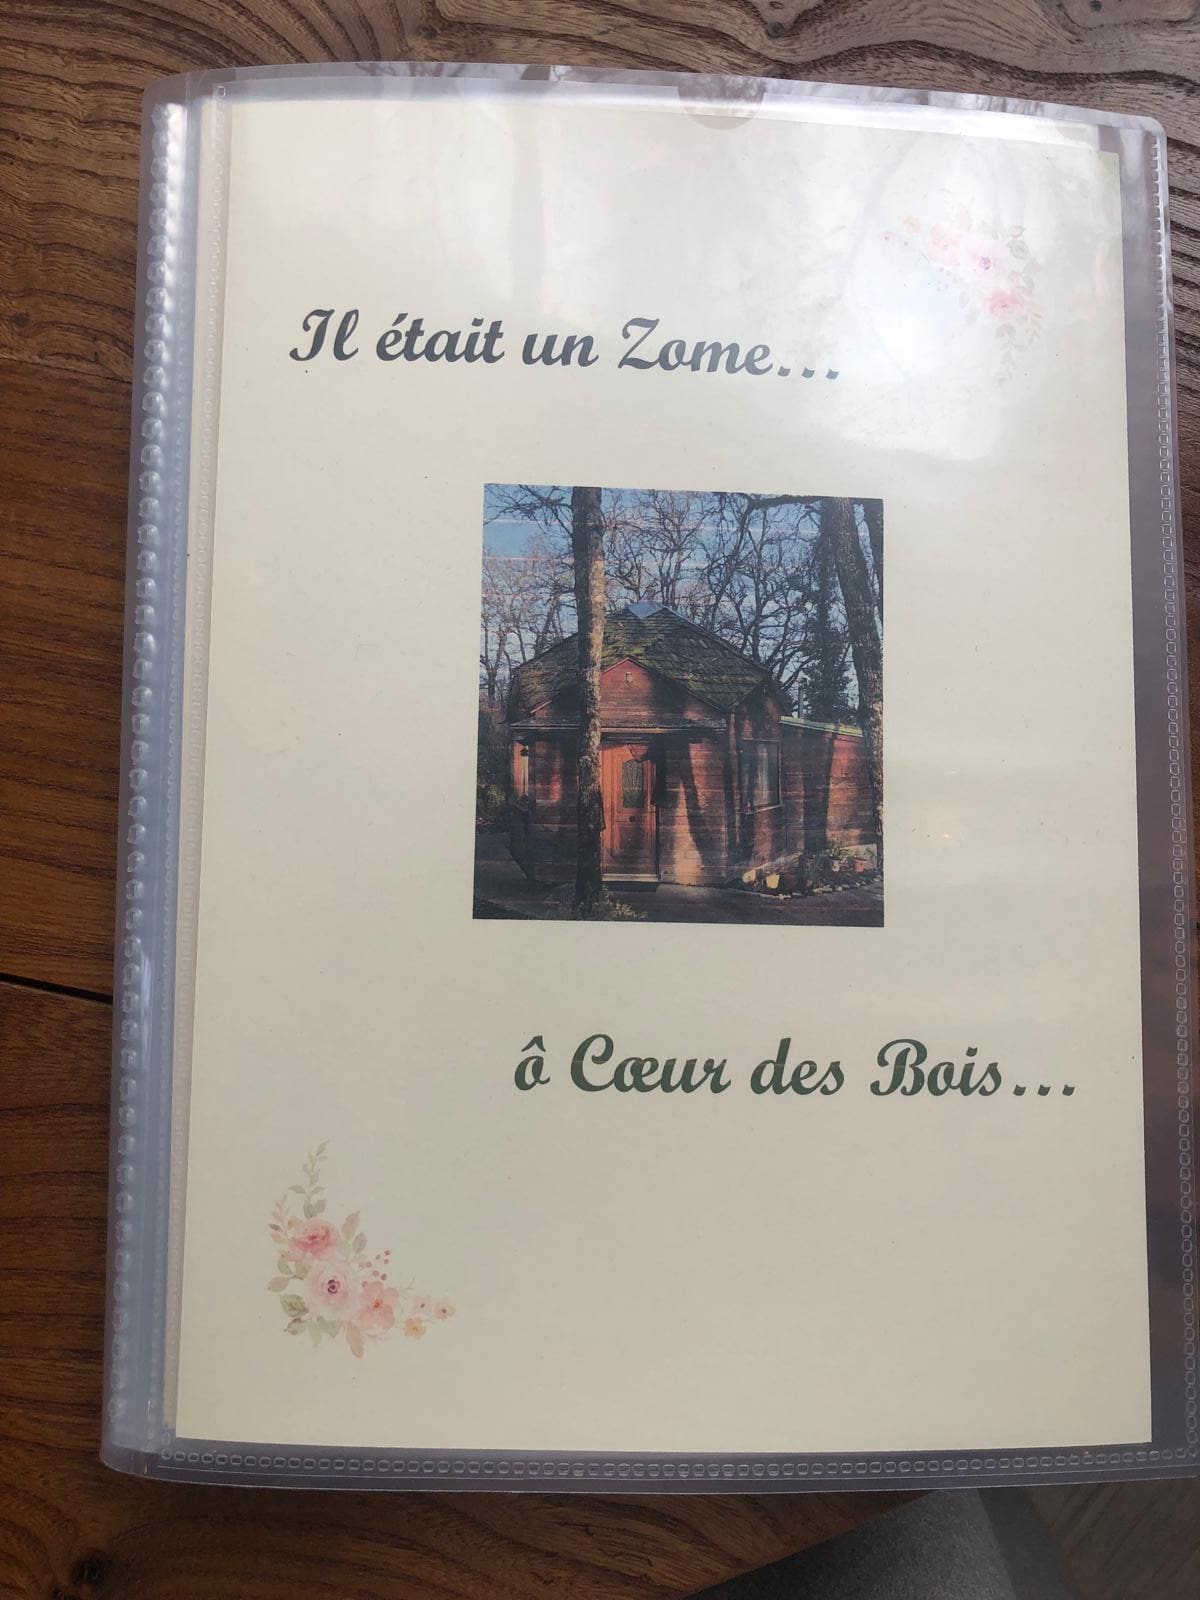 Il était un Zome...
ô Cœur des Bois...